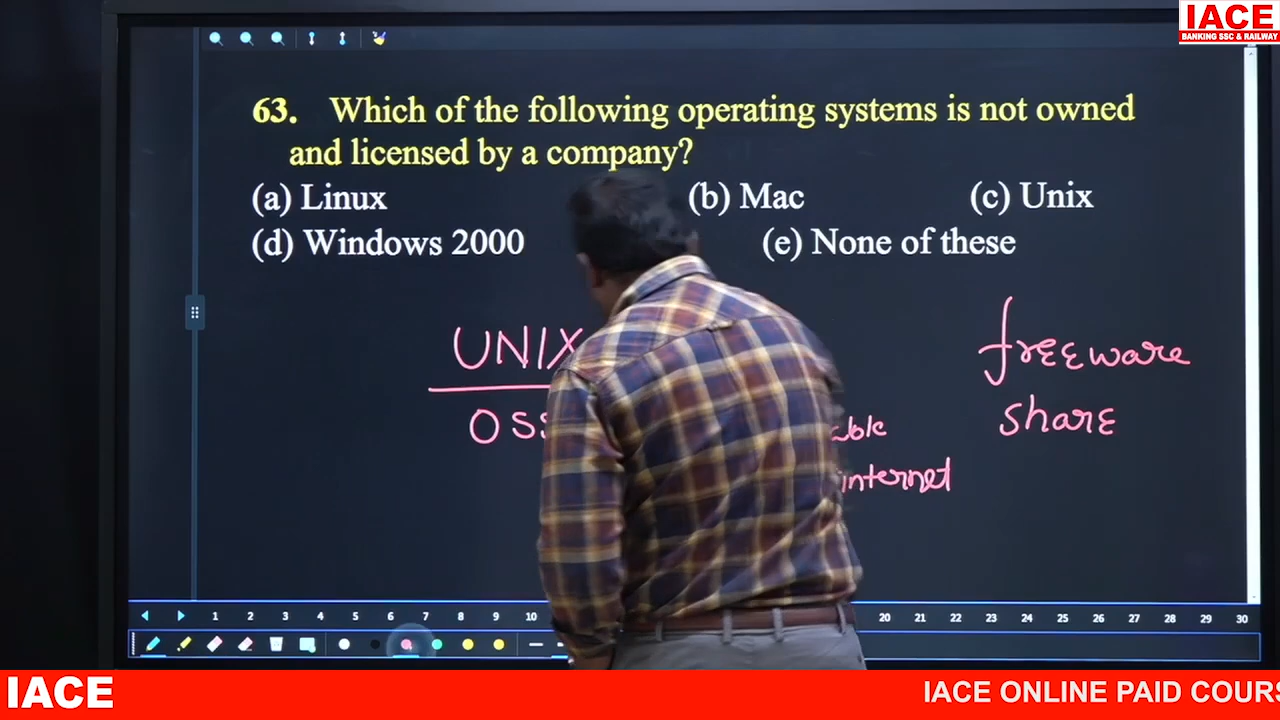 IACE
BANKING SSC & RAILWAY
63. Which of the following operating systems is not owned
and licensed by a company?
(a) Linux (b) Mac (c) Unix
(d) Windows 2000 (e) None of these
UNIX
freeware
OSS
share
internet
1 2 3 4 5 6 7 8 9 10 20 21 22 23 24 25 26 27 28 29 30
IACE
IACE ONLINE PAID COURS